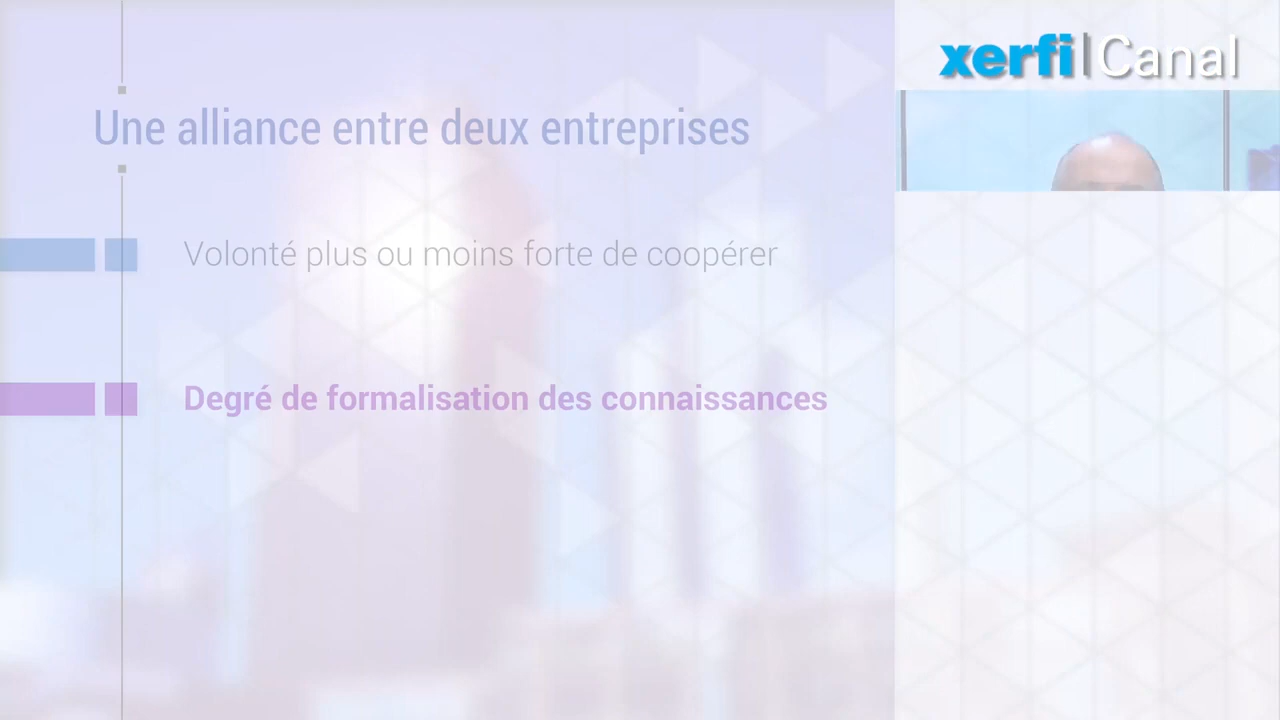 xerfi Canal
Une alliance entre deux entreprises
Volonté plus ou moins forte de coopérer
Degré de formalisation des connaissances